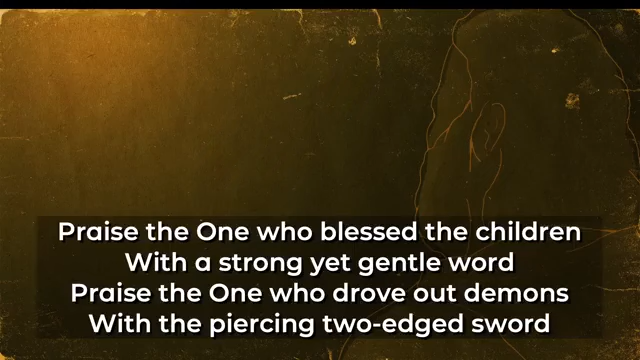 Praise the One who blessed the children
With a strong yet gentle word
Praise the One who drove out demons
With the piercing two-edged sword